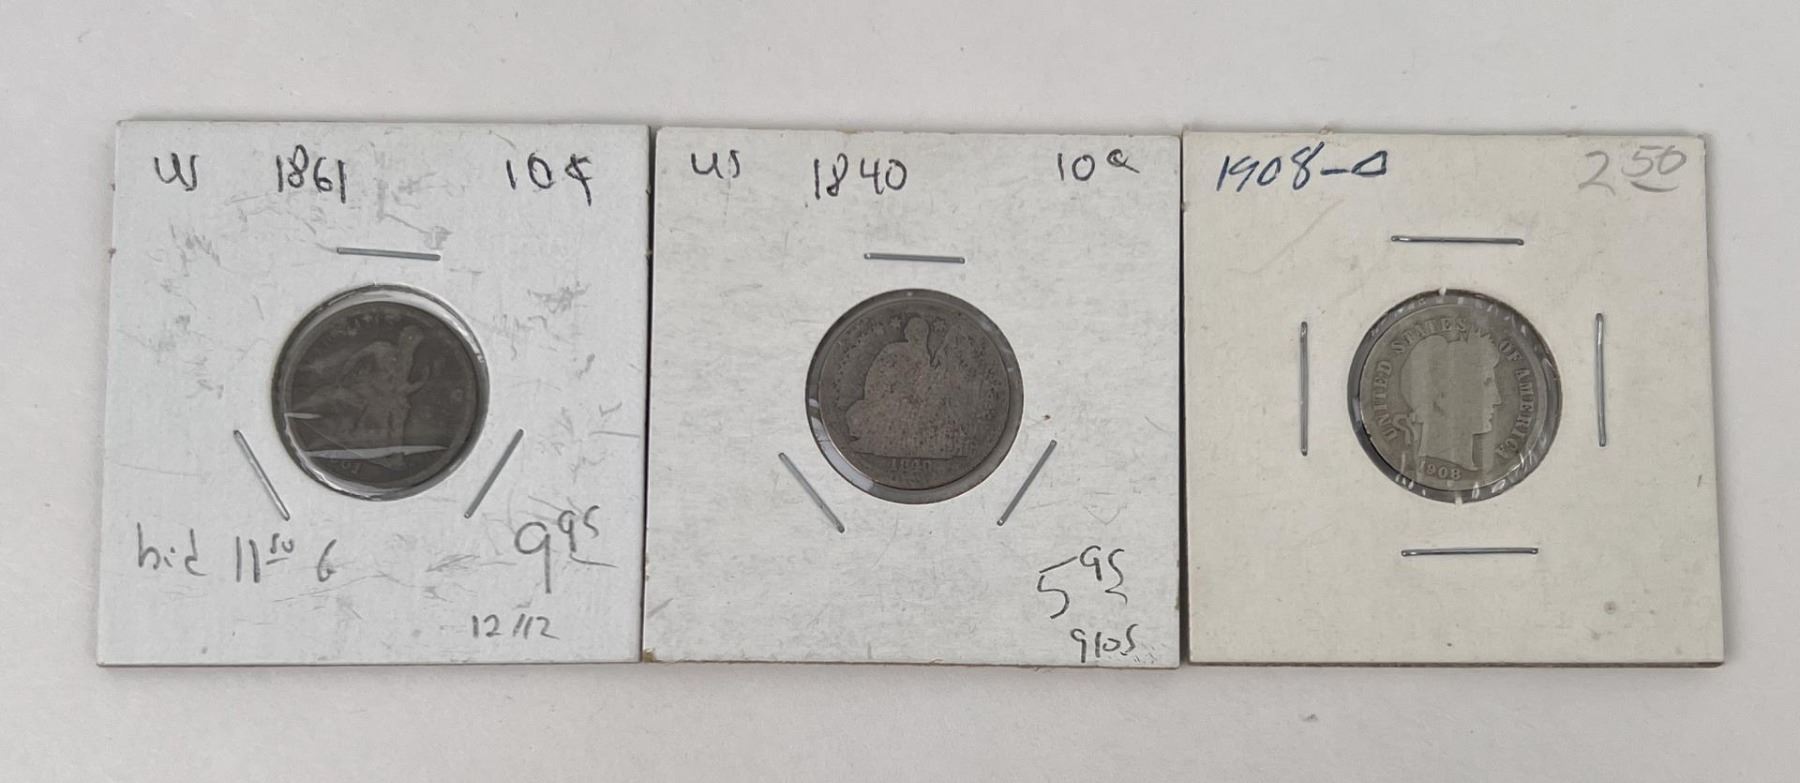 US 1861 10¢
bid 11 50 G
9 95
12/12
US 1840 10¢
1840
5 95
9105
1908-O 2 50
UNITED STATES OF AMERICA
1908